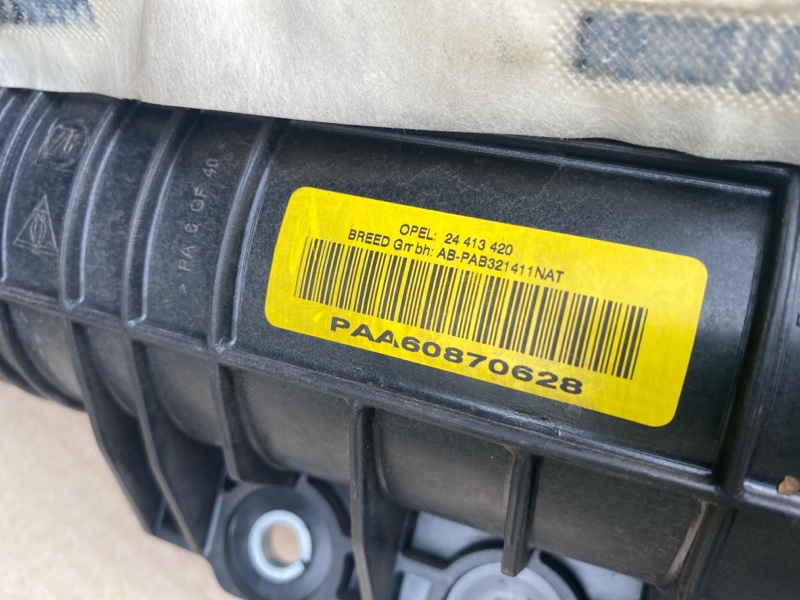 OPEL: 24 413 420
BREED GmbH: AB-PAB321411NAT
PAA60870628
> PA 6 GF 40